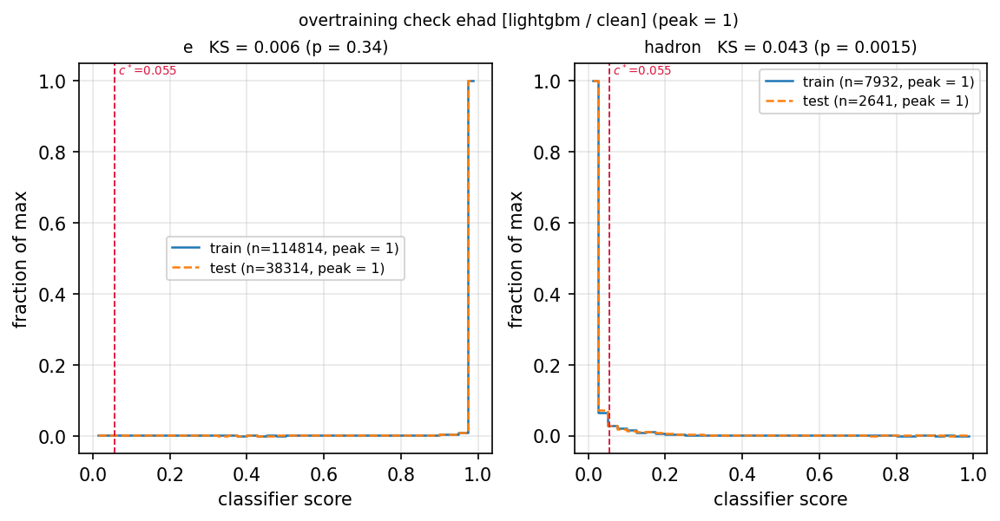 overtraining check ehad [lightgbm / clean] (peak = 1)
e   KS = 0.006 (p = 0.34)
c*=0.055
1.0
0.8
0.6
0.4
0.2
0.0
fraction of max
train (n=114814, peak = 1)
test (n=38314, peak = 1)
0.0 0.2 0.4 0.6 0.8 1.0
classifier score
hadron   KS = 0.043 (p = 0.0015)
c*=0.055
train (n=7932, peak = 1)
test (n=2641, peak = 1)
1.0
0.8
0.6
0.4
0.2
0.0
fraction of max
0.0 0.2 0.4 0.6 0.8 1.0
classifier score